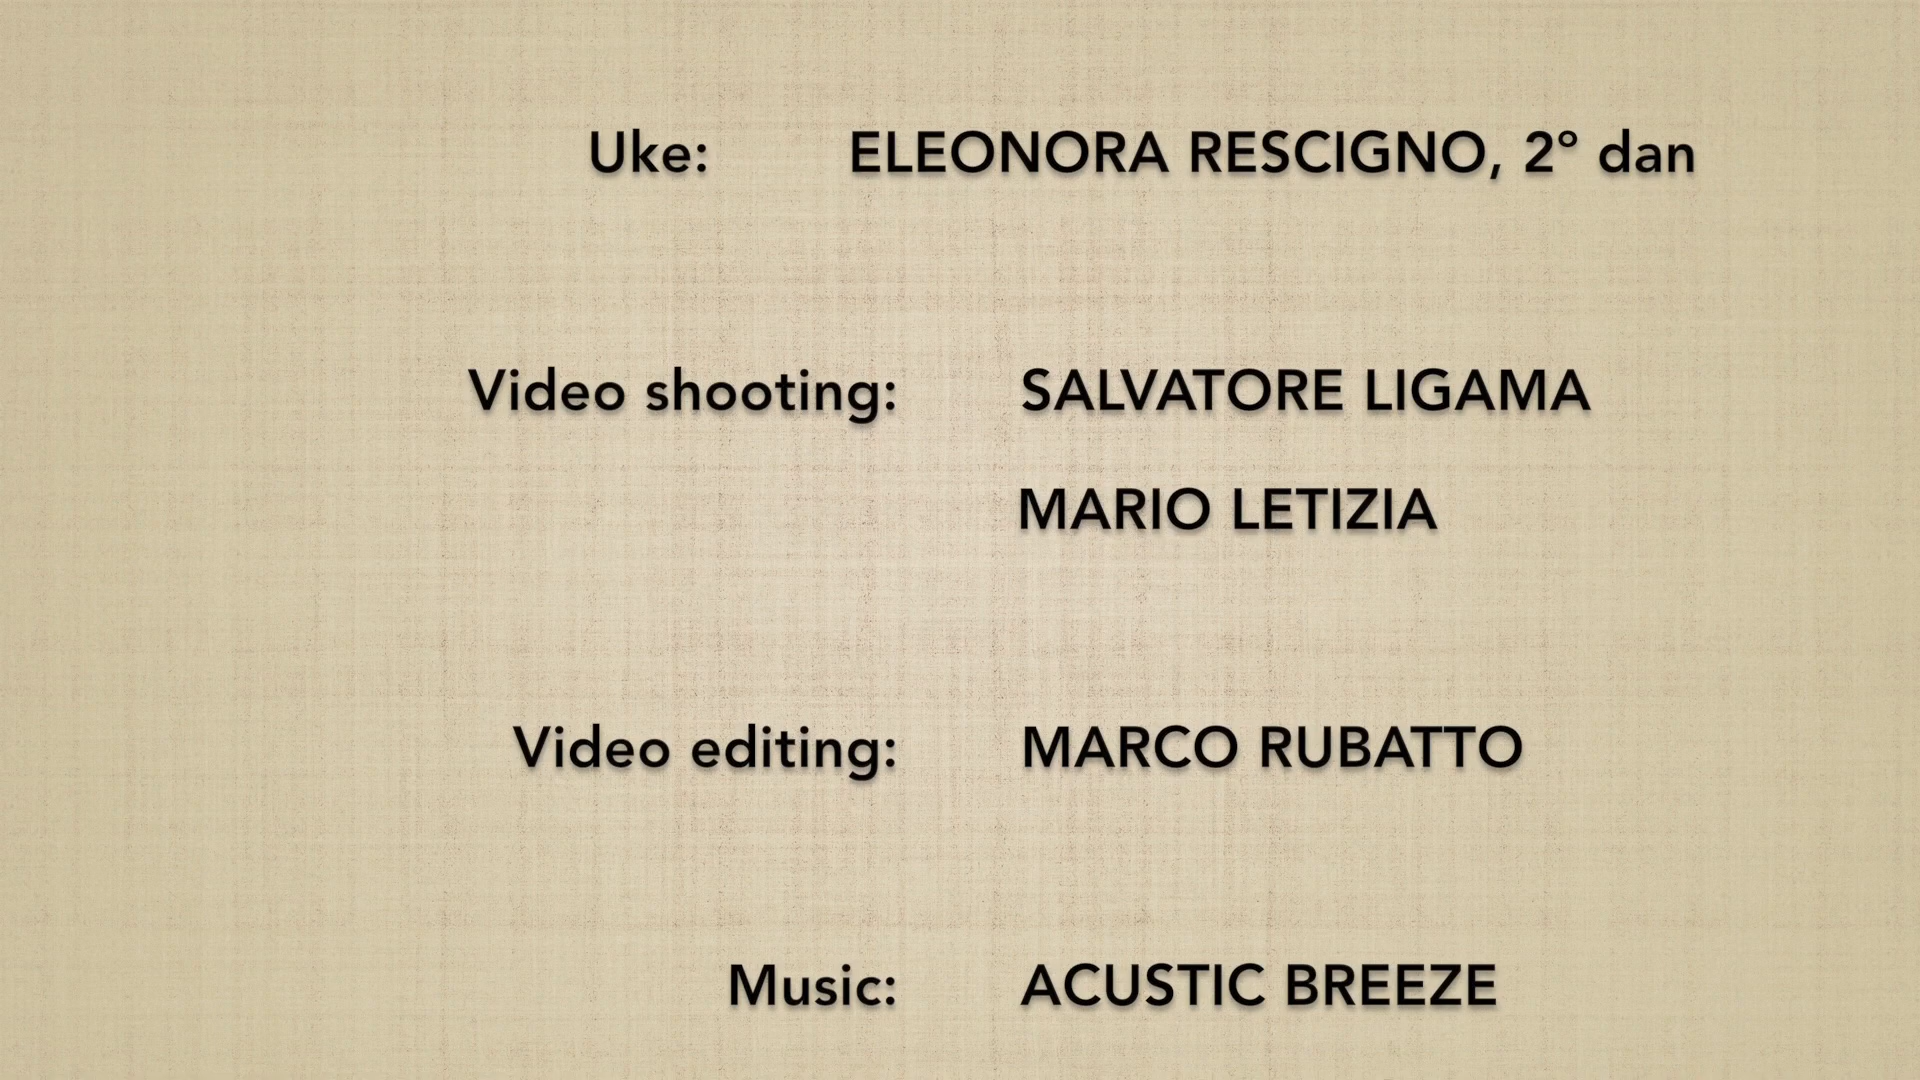 Uke: ELEONORA RESCIGNO, 2° dan
Video shooting: SALVATORE LIGAMA
MARIO LETIZIA
Video editing: MARCO RUBATTO
Music: ACUSTIC BREEZE